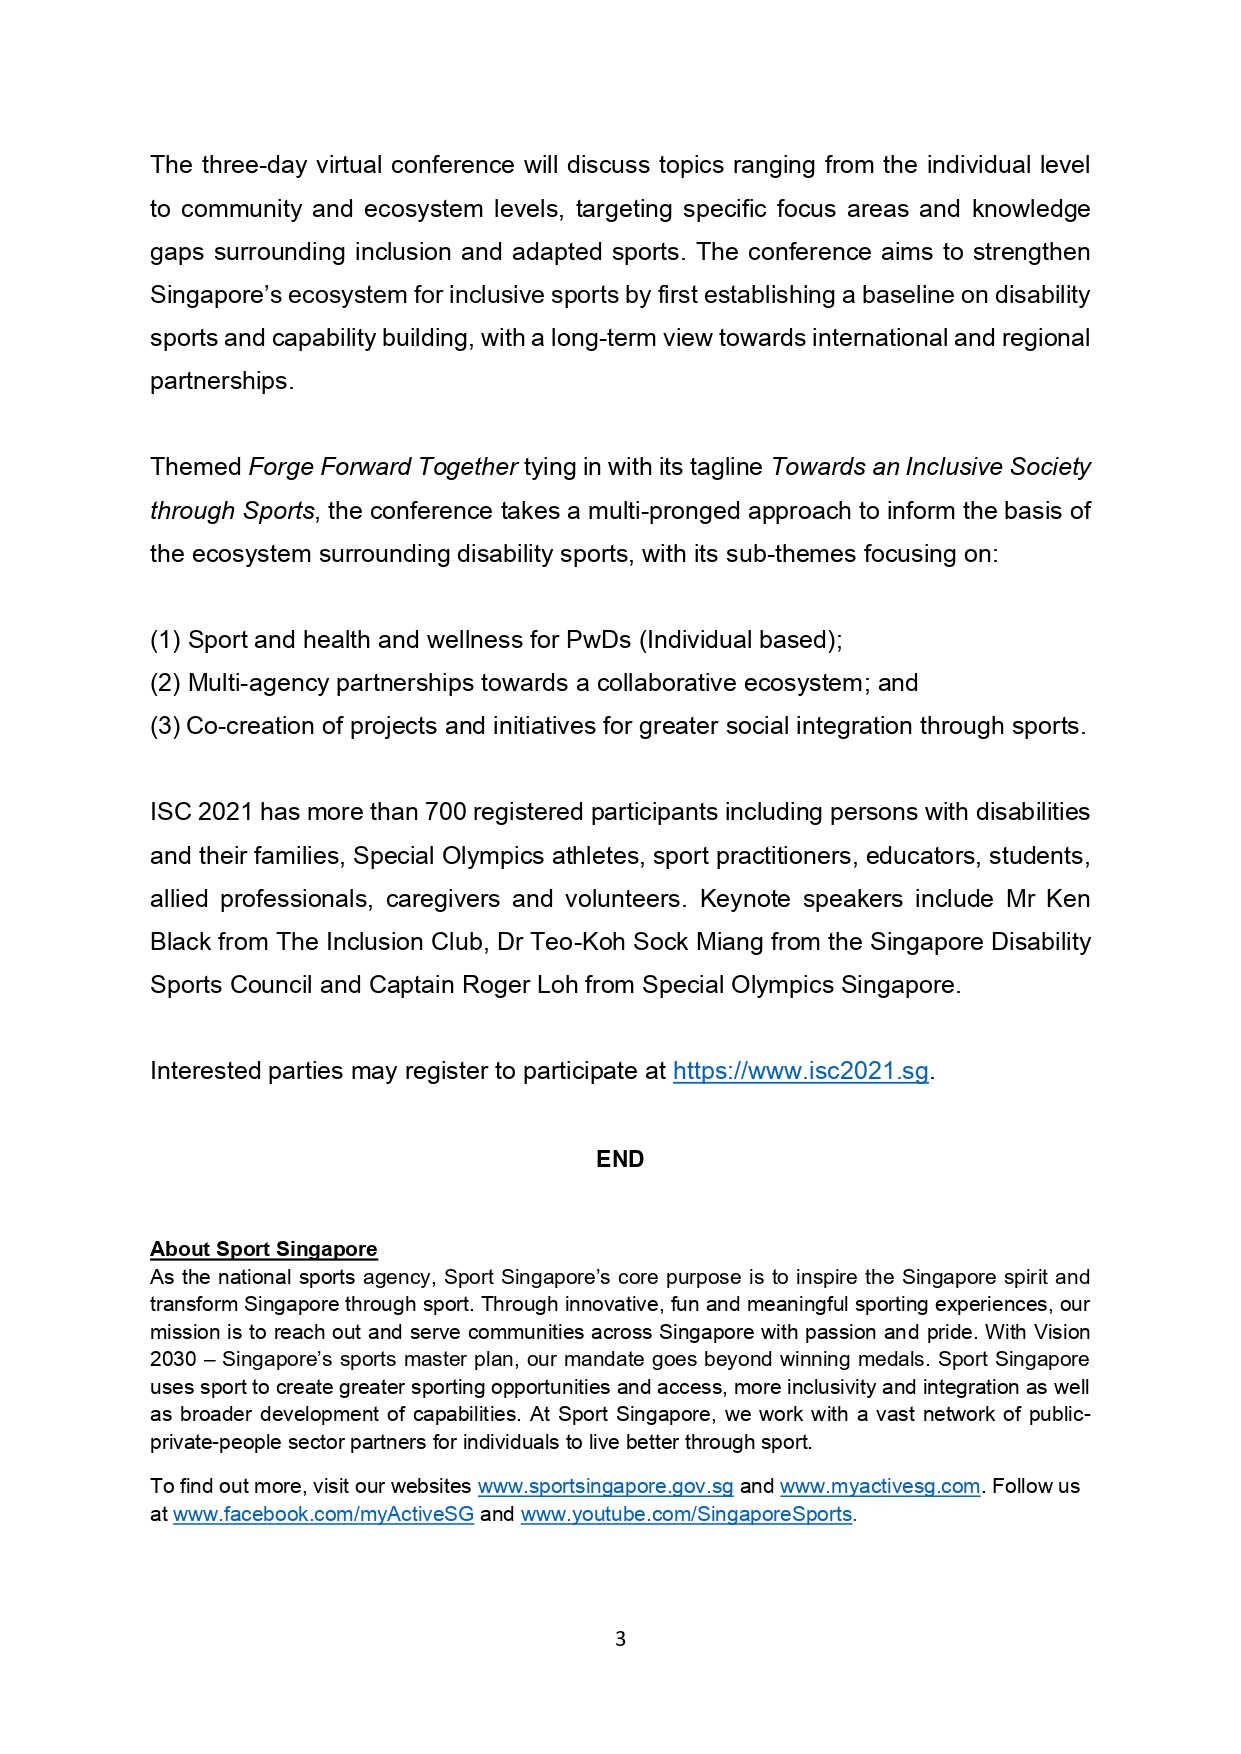 The three-day virtual conference will discuss topics ranging from the individual level
to community and ecosystem levels, targeting specific focus areas and knowledge
gaps surrounding inclusion and adapted sports. The conference aims to strengthen
Singapore’s ecosystem for inclusive sports by first establishing a baseline on disability
sports and capability building, with a long-term view towards international and regional
partnerships.
Themed Forge Forward Together tying in with its tagline Towards an Inclusive Society
through Sports, the conference takes a multi-pronged approach to inform the basis of
the ecosystem surrounding disability sports, with its sub-themes focusing on:
(1) Sport and health and wellness for PwDs (Individual based);
(2) Multi-agency partnerships towards a collaborative ecosystem; and
(3) Co-creation of projects and initiatives for greater social integration through sports.
ISC 2021 has more than 700 registered participants including persons with disabilities
and their families, Special Olympics athletes, sport practitioners, educators, students,
allied professionals, caregivers and volunteers. Keynote speakers include Mr Ken
Black from The Inclusion Club, Dr Teo-Koh Sock Miang from the Singapore Disability
Sports Council and Captain Roger Loh from Special Olympics Singapore.
Interested parties may register to participate at https://www.isc2021.sg.
END
About Sport Singapore
As the national sports agency, Sport Singapore’s core purpose is to inspire the Singapore spirit and
transform Singapore through sport. Through innovative, fun and meaningful sporting experiences, our
mission is to reach out and serve communities across Singapore with passion and pride. With Vision
2030 – Singapore’s sports master plan, our mandate goes beyond winning medals. Sport Singapore
uses sport to create greater sporting opportunities and access, more inclusivity and integration as well
as broader development of capabilities. At Sport Singapore, we work with a vast network of public-
private-people sector partners for individuals to live better through sport.
To find out more, visit our websites www.sportsingapore.gov.sg and www.myactivesg.com. Follow us
at www.facebook.com/myActiveSG and www.youtube.com/SingaporeSports.
3